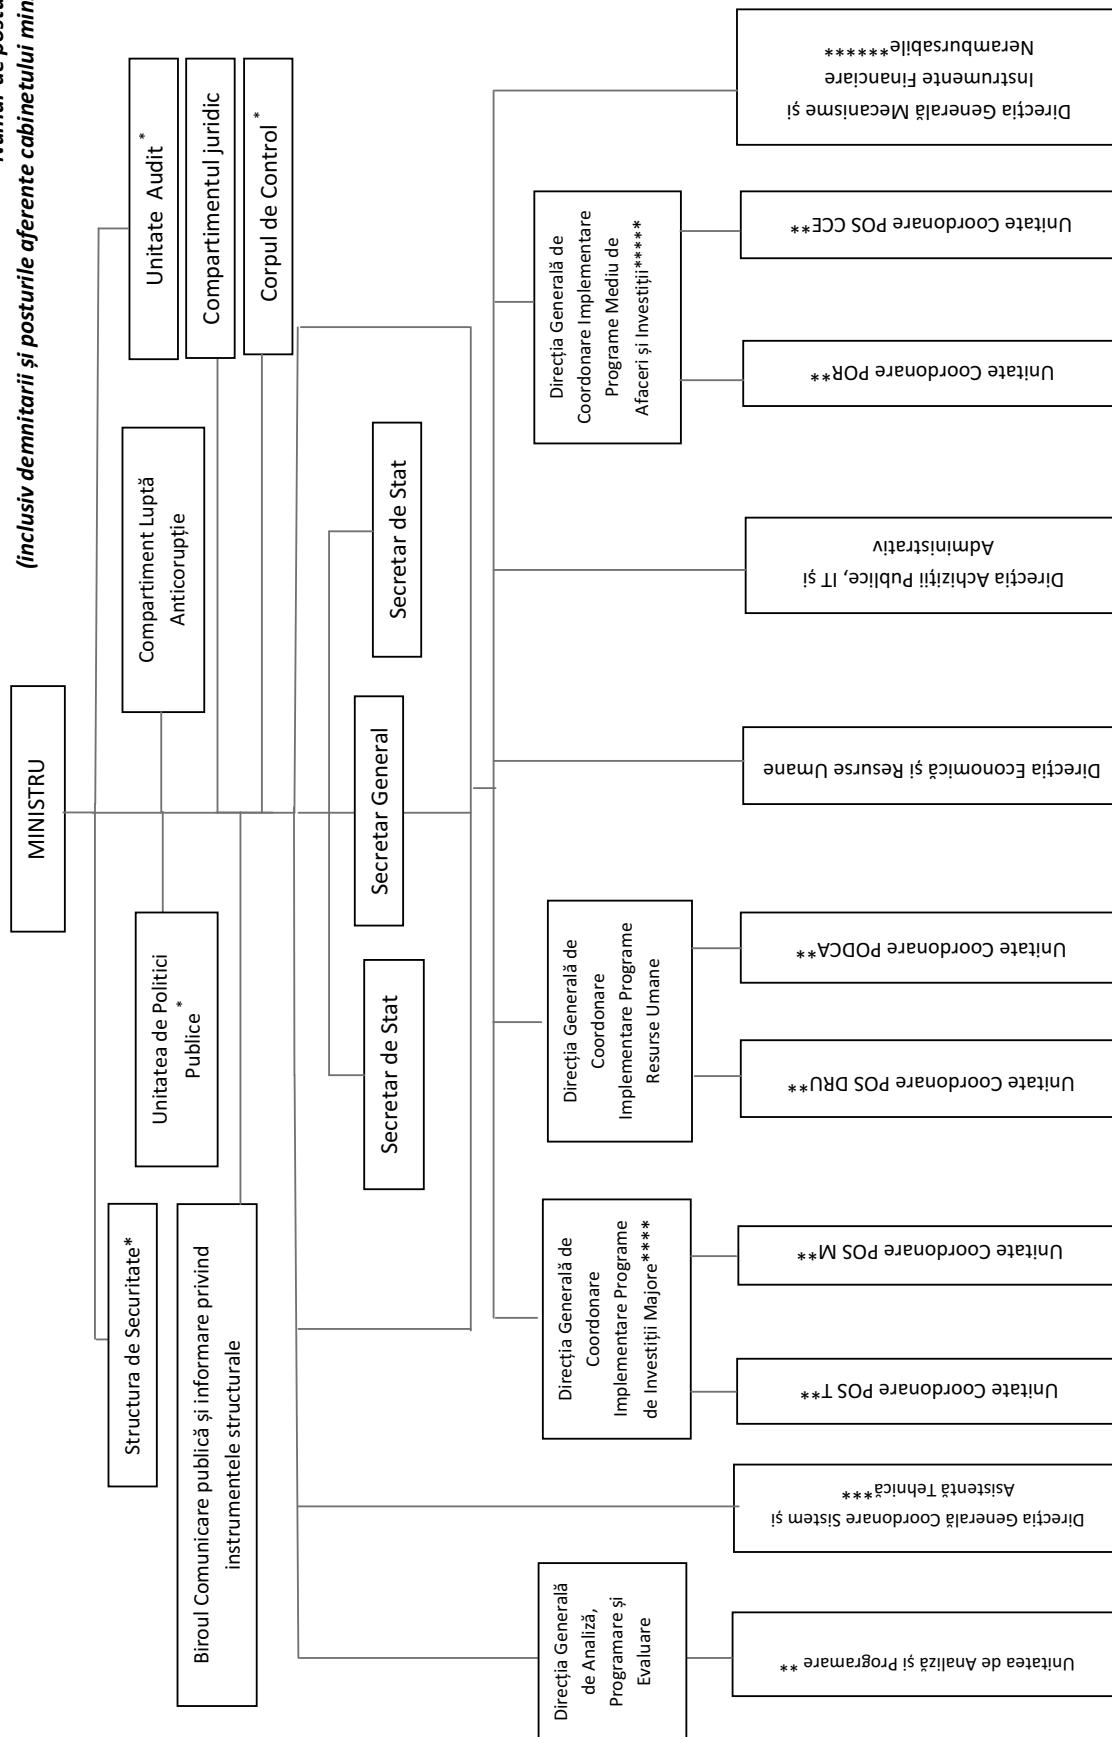 (inclusiv demnitarii și posturile aferente cabinetului
MINISTRU
Structura de Securitate*
Unitate Audit *
Unitatea de Politici
Publice *
Compartiment Luptă
Anticorupție
Biroul Comunicare publică și informare privind
instrumentele structurale
Compartimentul juridic
Corpul de Control *
Secretar de Stat
Secretar General
Secretar de Stat
Direcția Generală
de Analiză,
Programare și
Evaluare
Direcția Generală de
Coordonare
Implementare Programe
de Investiții Majore****
Direcția Generală de
Coordonare
Implementare Programe
Resurse Umane
Direcția Generală de
Coordonare Implementare
Programe Mediu de
Afaceri și Investiții*****
Unitatea de Analiză și Programare **
Direcția Generală Coordonare Sistem și
Asistentă Tehnică***
Unitate Coordonare POS T**
Unitate Coordonare POS M**
Unitate Coordonare POS DRU**
Unitate Coordonare PODCA**
Direcția Economică și Resurse Umane
Direcția Achiziții Publice, IT și
Administrativ
Unitate Coordonare POR**
Unitate Coordonare POS CCE**
Direcția Generală Mecanisme și
Instrumente Financiare
Nerambursabile******